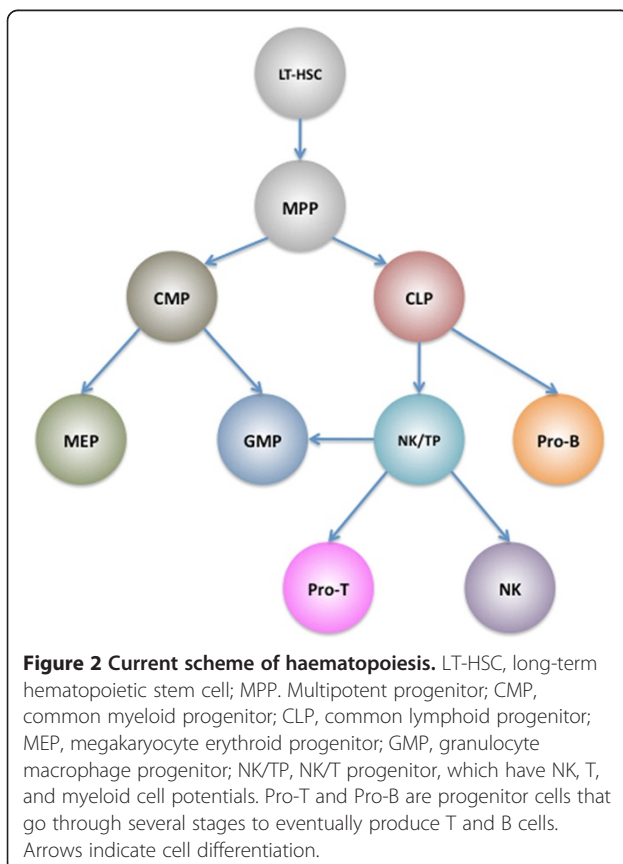 LT-HSC
MPP
CMP
CLP
MEP
GMP
NK/TP
Pro-B
Pro-T
NK
Figure 2 Current scheme of haematopoiesis. LT-HSC, long-term
hematopoietic stem cell; MPP. Multipotent progenitor; CMP,
common myeloid progenitor; CLP, common lymphoid progenitor;
MEP, megakaryocyte erythroid progenitor; GMP, granulocyte
macrophage progenitor; NK/TP, NK/T progenitor, which have NK, T,
and myeloid cell potentials. Pro-T and Pro-B are progenitor cells that
go through several stages to eventually produce T and B cells.
Arrows indicate cell differentiation.